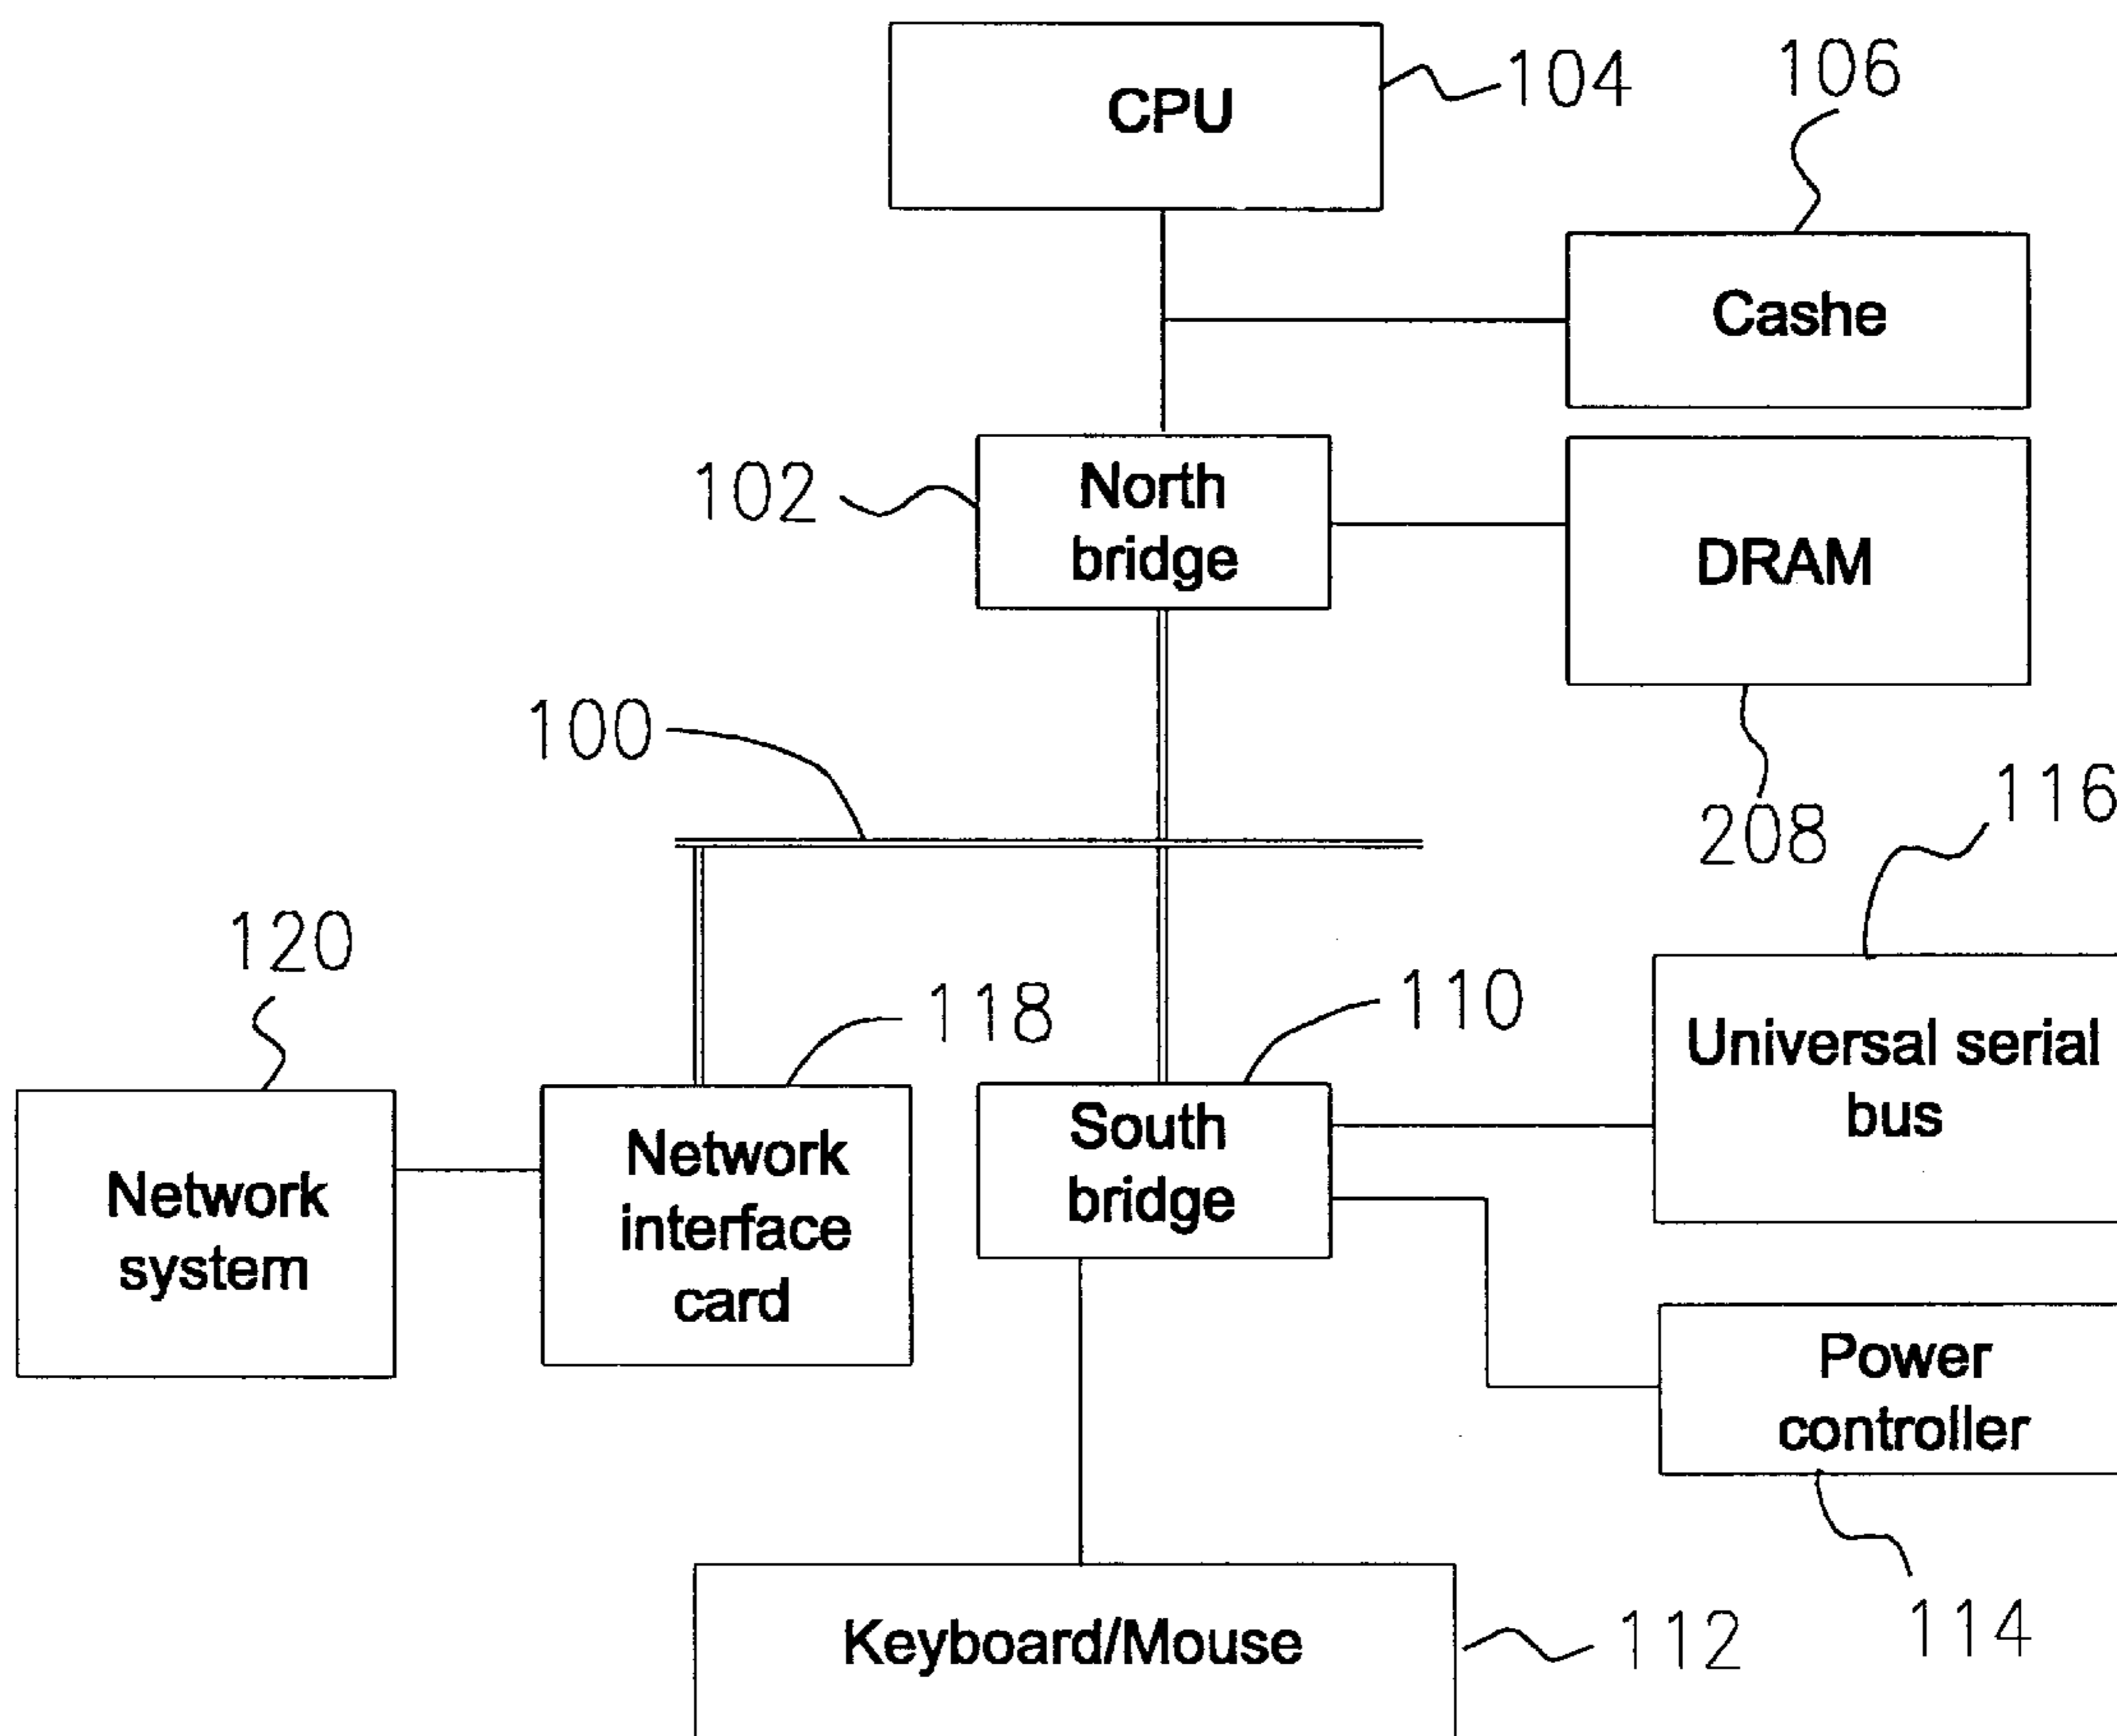 CPU
104
106
Cashe
102
North
bridge
DRAM
100
208
116
120
118
110
Universal serial
bus
Network
system
Network
interface
card
South
bridge
Power
controller
Keyboard/Mouse
112
114